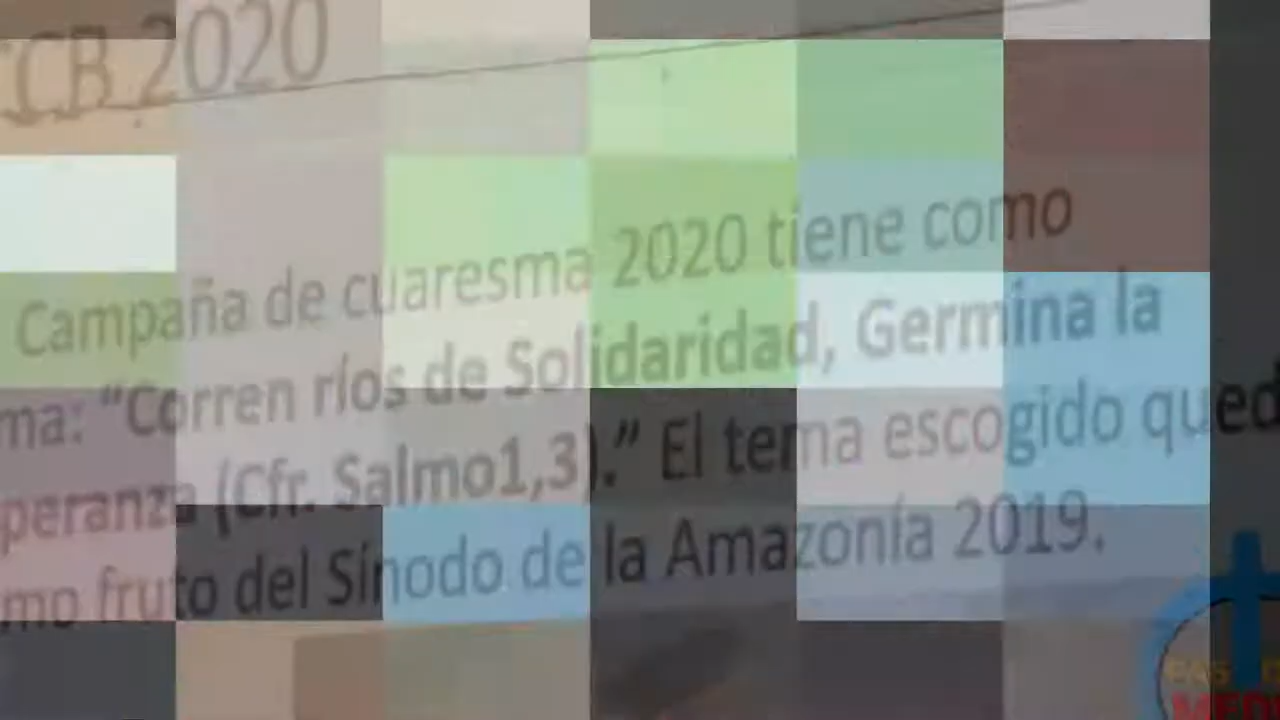 CCB 2020
Campaña de cuaresma 2020 tiene como
ma: “Corren ríos de Solidaridad, Germina la
peranza (Cfr. Salmo1,3).” El tema escogido qued
mo fruto del Sínodo de la Amazonía 2019.